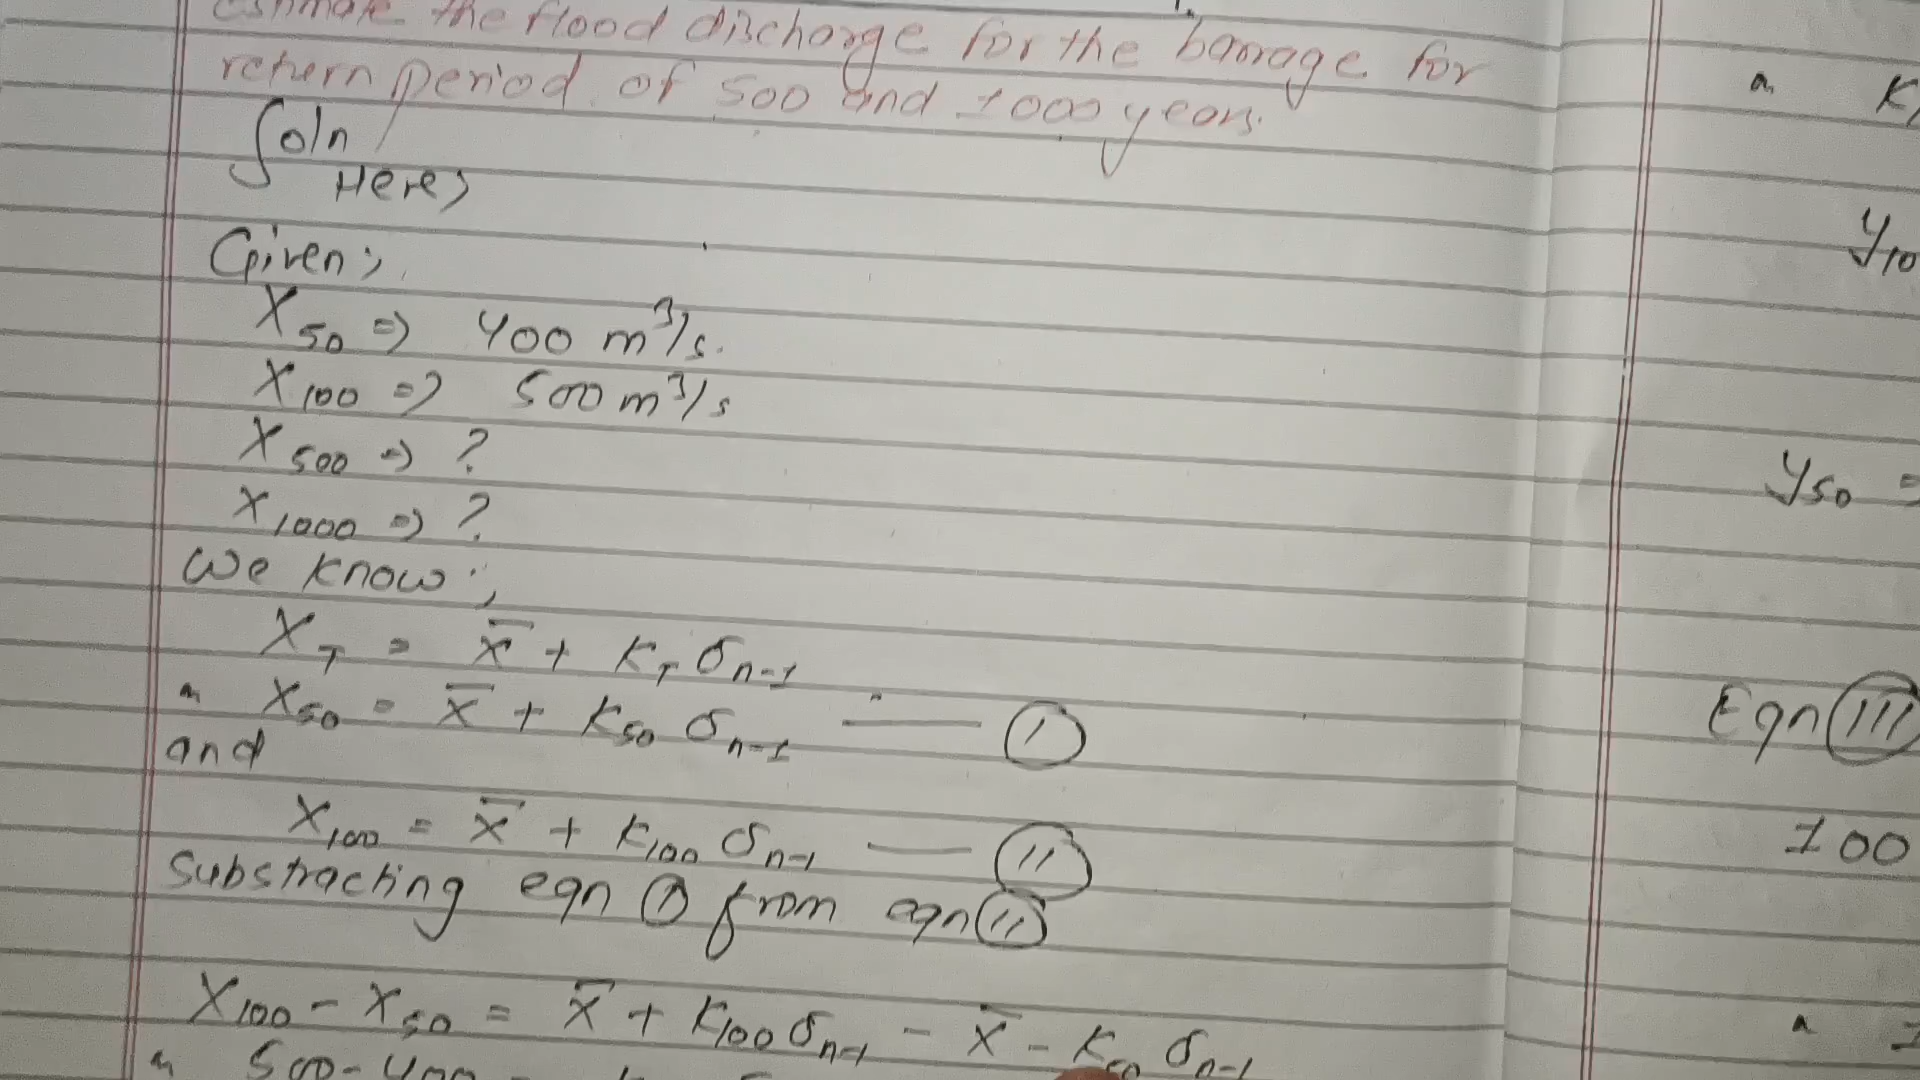 Estimate the flood discharge for the barrage for
return period of 500 and 1000 years.
Soln
Here,
Given;
X50 => 400 m³/s.
X100 => 500 m³/s
X500 => ?
X1000 => ?
We know;
XT = x̄ + KT σn-1
X50 = x̄ + K50 σn-1 — (I)
and
X100 = x̄ + K100 σn-1 — (II)
Substracting eqn (I) from eqn (II)
X100 - X50 = x̄ + K100 σn-1 - x̄ - K50 σn-1
500-400
y10
y50 =
Eqn (III)
100